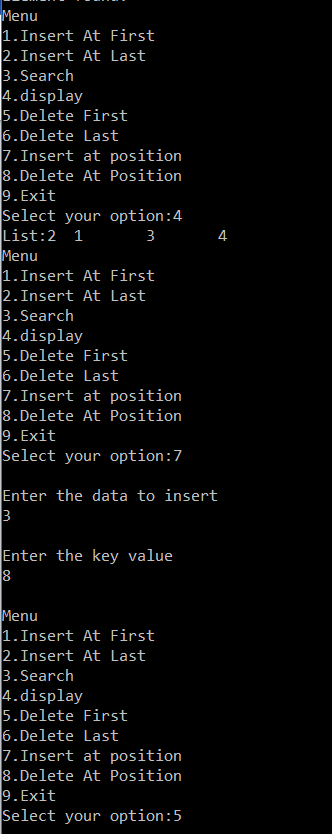 Menu
1.Insert At First
2.Insert At Last
3.Search
4.display
5.Delete First
6.Delete Last
7.Insert at position
8.Delete At Position
9.Exit
Select your option:4
List:2  1       3       4
Menu
1.Insert At First
2.Insert At Last
3.Search
4.display
5.Delete First
6.Delete Last
7.Insert at position
8.Delete At Position
9.Exit
Select your option:7
Enter the data to insert
3
Enter the key value
8
Menu
1.Insert At First
2.Insert At Last
3.Search
4.display
5.Delete First
6.Delete Last
7.Insert at position
8.Delete At Position
9.Exit
Select your option:5